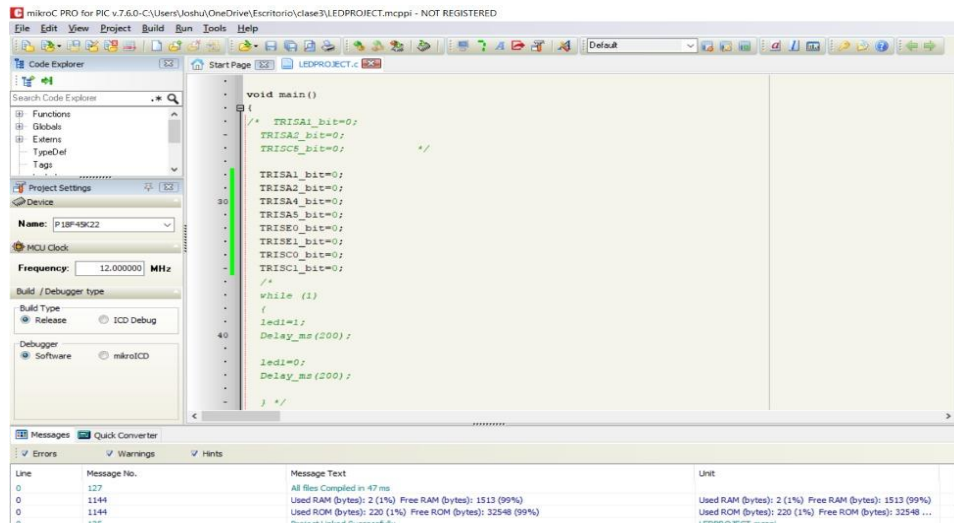 mikroC PRO for PIC v.7.6.0-C:\Users\Joshu\OneDrive\Escritorio\clase3\LEDPROJECT.mcppi - NOT REGISTERED
File Edit View Project Build Run Tools Help
Default
Code Explorer
Start Page LEDPROJECT.c
Search Code Explorer
Functions
Globals
Externs
TypeDef
Tags
Project Settings
Device
Name: P18F45K22
MCU Clock
Frequency: 12.000000 MHz
Build / Debugger type
Build Type
Release ICD Debug
Debugger
Software mikroICD
void main()
{
/* TRISA1_bit=0;
TRISA2_bit=0;
TRISC5_bit=0; */
TRISA1_bit=0;
TRISA2_bit=0;
30 TRISA4_bit=0;
TRISA5_bit=0;
TRISE0_bit=0;
TRISE1_bit=0;
TRISC0_bit=0;
TRISC1_bit=0;
/*
while (1)
{
led1=1;
40 Delay_ms(200);
led1=0;
Delay_ms(200);
} */
Messages Quick Converter
Errors Warnings Hints
Line Message No. Message Text Unit
0 127 All files Compiled in 47 ms
0 1144 Used RAM (bytes): 2 (1%) Free RAM (bytes): 1513 (99%) Used RAM (bytes): 2 (1%) Free RAM (bytes): 1513 (99%)
0 1144 Used ROM (bytes): 220 (1%) Free ROM (bytes): 32548 (99%) Used ROM (bytes): 220 (1%) Free ROM (bytes): 32548 ...